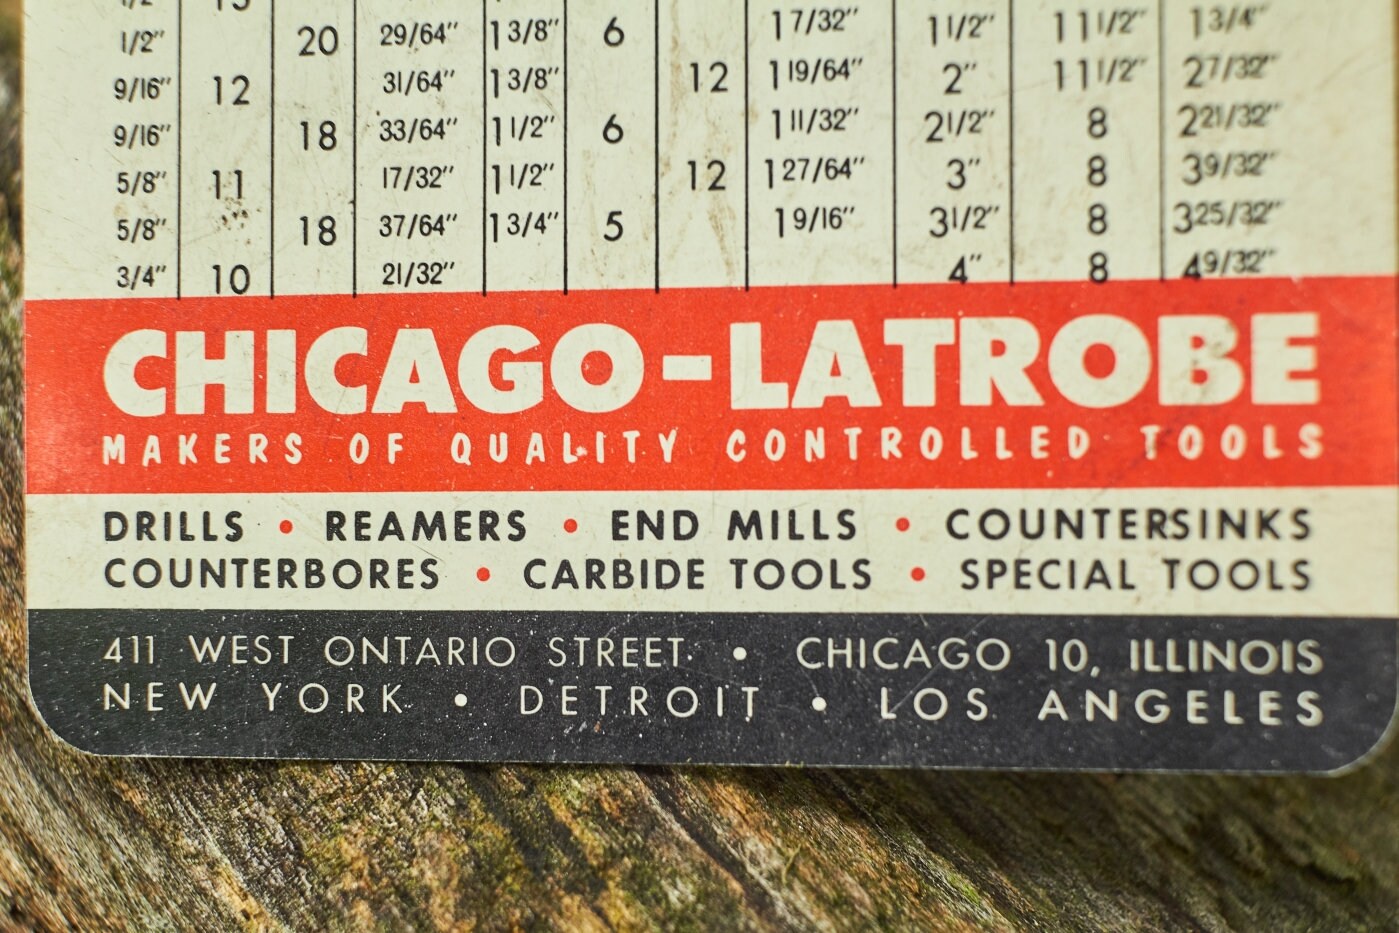 1/2" 20 29/64" 1 3/8" 6 1 7/32" 1 1/2" 11 1/2" 1 3/4"
9/16" 12 31/64" 1 3/8" 12 1 19/64" 2" 11 1/2" 2 7/32"
9/16" 18 33/64" 1 1/2" 6 1 11/32" 2 1/2" 8 2 21/32"
5/8" 11 17/32" 1 1/2" 12 1 27/64" 3" 8 3 9/32"
5/8" 18 37/64" 1 3/4" 5 1 9/16" 3 1/2" 8 3 25/32"
3/4" 10 21/32" 4" 8 4 9/32"
CHICAGO-LATROBE
MAKERS OF QUALITY CONTROLLED TOOLS
DRILLS • REAMERS • END MILLS • COUNTERSINKS
COUNTERBORES • CARBIDE TOOLS • SPECIAL TOOLS
411 WEST ONTARIO STREET • CHICAGO 10, ILLINOIS
NEW YORK • DETROIT • LOS ANGELES